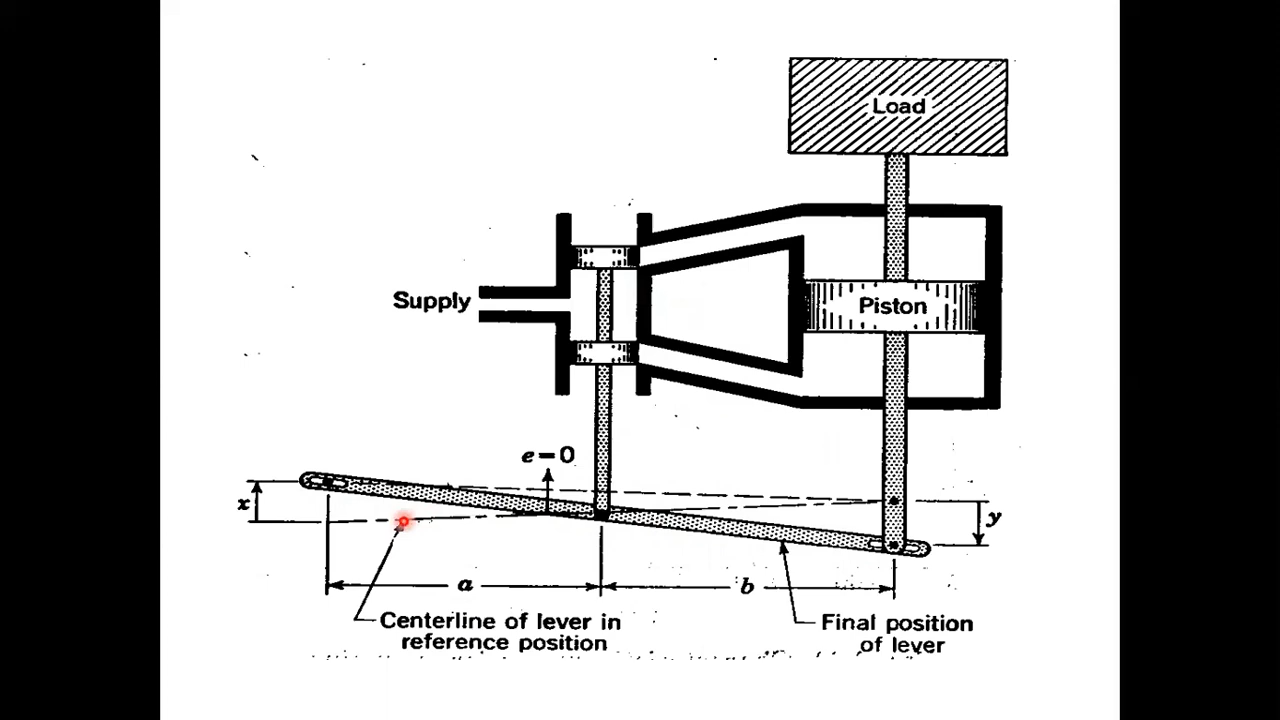 Load
Supply
Piston
e=0
x
y
a
b
Centerline of lever in
reference position
Final position
of lever